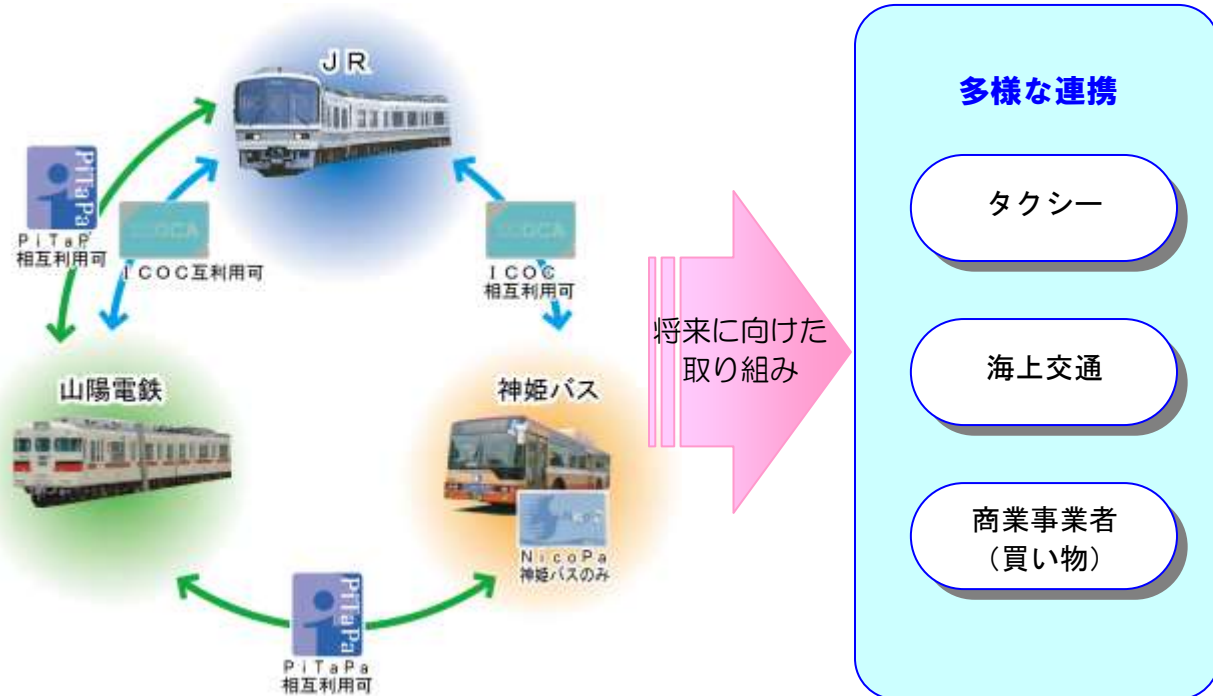 JR
PiTaPa
PiTaP
相互利用可
ICOC互利用可
ICOC
相互利用可
山陽電鉄
神姫バス
NicoPa
神姫バスのみ
PiTaPa
PiTaPa
相互利用可
将来に向けた
取り組み
多様な連携
タクシー
海上交通
商業事業者
(買い物)